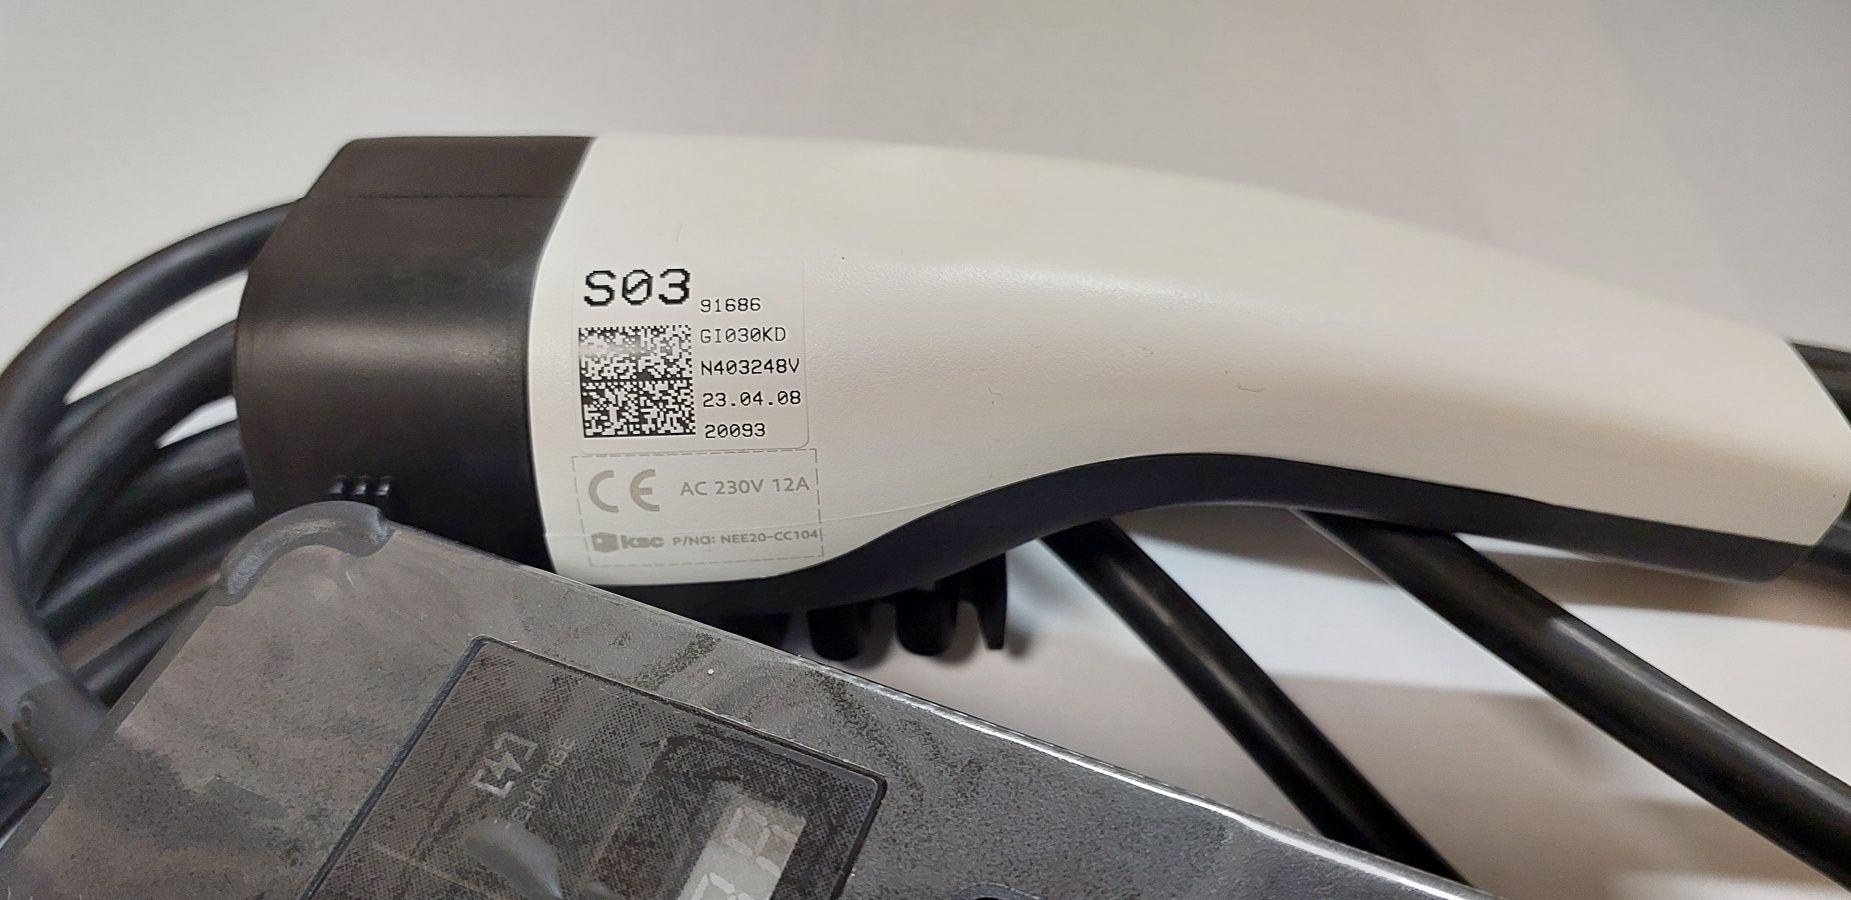 S03
91686
GI030KD
N403248V
23.04.08
20093
CE AC 230V 12A
ksc P/NO: NEE20-CC104
CHARGE